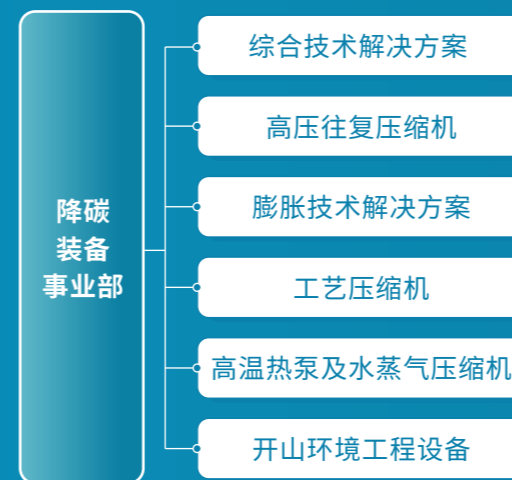 降碳
装备
事业部
综合技术解决方案
高压往复压缩机
膨胀技术解决方案
工艺压缩机
高温热泵及水蒸气压缩机
开山环境工程设备